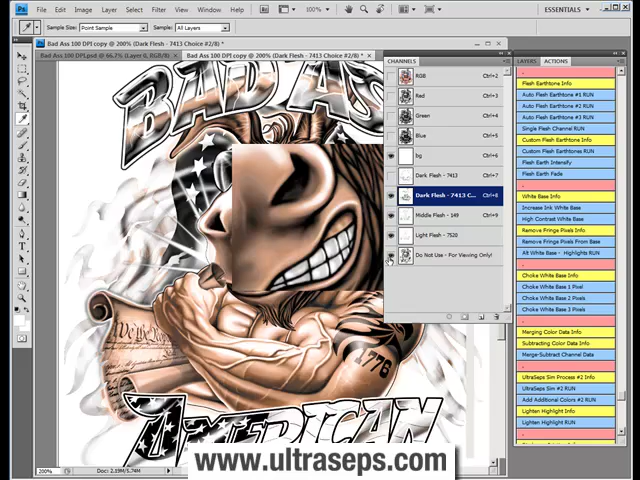 Ps
File Edit Image Layer Select Filter Analysis 3D View Window Help
100%
ESSENTIALS
Sample Size: Point Sample
Sample: All Layers
Bad Ass 100 DPI copy @ 200% (Dark Flesh - 7413 Choice #2/8) *
Bad Ass 100 DPI.psd @ 66.7% (Layer 0, RGB/8)
Bad Ass 100 DPI copy @ 200% (Dark Flesh - 7413 Choice #2/8) *
CHANNELS
RGB Ctrl+2
Red Ctrl+3
Green Ctrl+4
Blue Ctrl+5
bg Ctrl+6
Dark Flesh - 7413 Ctrl+7
Dark Flesh - 7413 C... Ctrl+8
Middle Flesh - 149 Ctrl+9
Light Flesh - 7520
Do Not Use - For Viewing Only!
LAYERS ACTIONS
Flesh Earthtone Info
Auto Flesh Earthtone #1 RUN
Auto Flesh Earthtone #2 RUN
Auto Flesh Earthtone #3 RUN
Single Flesh Channel RUN
Custom Flesh Earthtone Info
Custom Flesh Earthtones RUN
Flesh Earth Intensify
Flesh Earth Fade
White Base Info
Increase Ink White Base
High Contrast White Base
Remove Fringe Pixels Info
Remove Fringe Pixels From Base
Alt White Base - Highlight RUN
Choke White Base Info
Choke White Base 1 Pixel
Choke White Base 2 Pixels
Choke White Base 3 Pixels
Merging Color Data Info
Subtracting Color Data Info
Merge-Subtract Channel Data
UltraSeps Sim Process #2 Info
UltraSeps Sim #2 RUN
Add Additional Colors #2 RUN
Lighten Highlight Info
Lighten Highlight RUN
BAD ASS
We the People
1776
AMERICAN
200%
Doc: 2.19M/5.74M
www.ultraseps.com